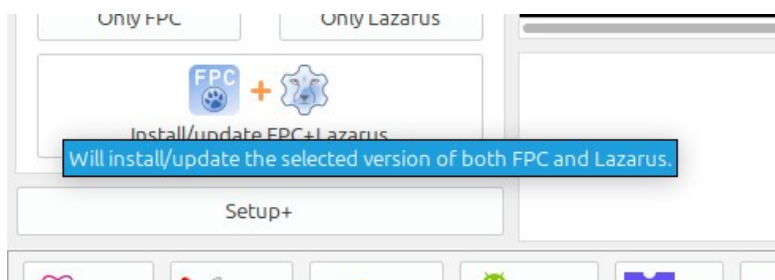 Only FPC
Only Lazarus
FPC
Install/update FPC+Lazarus
Will install/update the selected version of both FPC and Lazarus.
Setup+